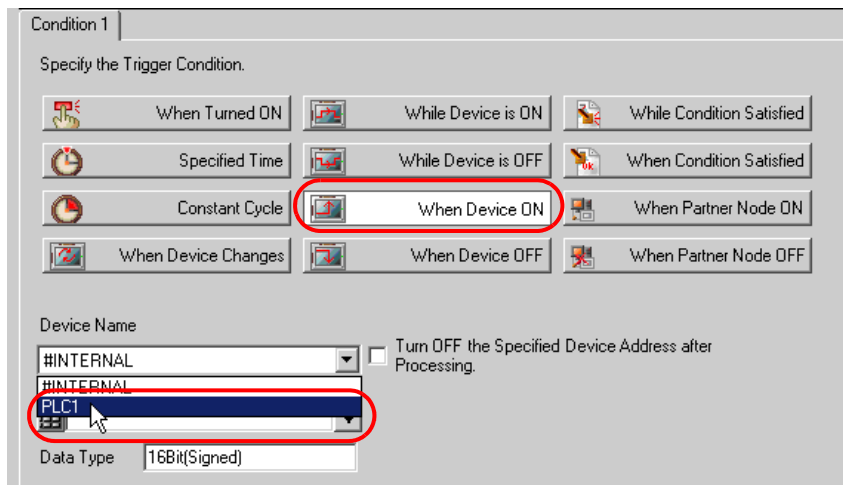 Condition 1
Specify the Trigger Condition.
When Turned ON While Device is ON While Condition Satisfied
Specified Time While Device is OFF When Condition Satisfied
Constant Cycle When Device ON When Partner Node ON
When Device Changes When Device OFF When Partner Node OFF
Device Name
#INTERNAL
Turn OFF the Specified Device Address after
Processing.
#INTERNAL
PLC1
Data Type 16Bit(Signed)